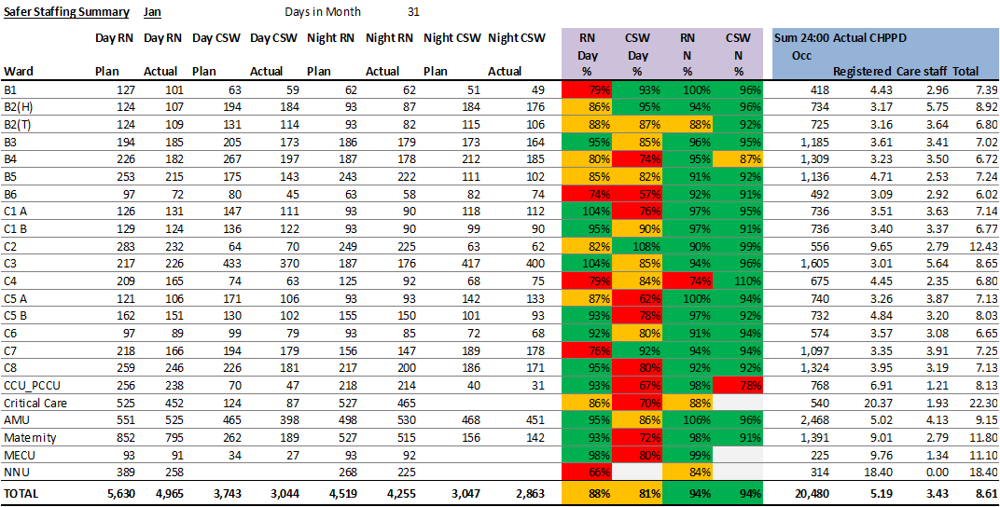 Safer Staffing Summary Jan Days in Month 31
Day RN Day RN Day CSW Day CSW Night RN Night RN Night CSW Night CSW RN CSW RN CSW Sum 24:00 Actual CHPPD
Day Day N N Occ
Ward Plan Actual Plan Actual Plan Actual Plan Actual % % % % Registered Care staff Total
B1 127 101 63 59 62 62 51 49 79% 93% 100% 96% 418 4.43 2.96 7.39
B2(H) 124 107 194 184 93 87 184 176 86% 95% 94% 96% 734 3.17 5.75 8.92
B2(T) 124 109 131 114 93 82 115 106 88% 87% 88% 92% 725 3.16 3.64 6.80
B3 194 185 205 173 186 179 173 164 95% 85% 96% 95% 1,185 3.61 3.41 7.02
B4 226 182 267 197 187 178 212 185 80% 74% 95% 87% 1,309 3.23 3.50 6.72
B5 253 215 175 143 243 222 111 102 85% 82% 91% 92% 1,136 4.71 2.53 7.24
B6 97 72 80 45 63 58 82 74 74% 57% 92% 91% 492 3.09 2.92 6.02
C1 A 126 131 147 111 93 90 118 112 104% 76% 97% 95% 736 3.51 3.63 7.14
C1 B 129 124 136 122 93 90 99 90 95% 90% 97% 91% 736 3.40 3.37 6.77
C2 283 232 64 70 249 225 63 62 82% 108% 90% 99% 556 9.65 2.79 12.43
C3 217 226 433 370 187 176 417 400 104% 85% 94% 96% 1,605 3.01 5.64 8.65
C4 209 165 74 63 125 92 68 75 79% 84% 74% 110% 675 4.45 2.35 6.80
C5 A 121 106 171 106 93 93 142 133 87% 62% 100% 94% 740 3.26 3.87 7.13
C5 B 162 151 130 102 155 150 101 93 93% 78% 97% 92% 732 4.84 3.20 8.03
C6 97 89 99 79 93 85 72 68 92% 80% 91% 94% 574 3.57 3.08 6.65
C7 218 166 194 179 156 147 189 178 76% 92% 94% 94% 1,097 3.35 3.91 7.25
C8 259 246 226 181 217 200 186 171 95% 80% 92% 92% 1,324 3.95 3.19 7.13
CCU_PCCU 256 238 70 47 218 214 40 31 93% 67% 98% 78% 768 6.91 1.21 8.13
Critical Care 525 452 124 87 527 465 86% 70% 88% 540 20.37 1.93 22.30
AMU 551 525 465 398 498 530 468 451 95% 86% 106% 96% 2,468 5.02 4.13 9.15
Maternity 852 795 262 189 527 515 156 142 93% 72% 98% 91% 1,391 9.01 2.79 11.80
MECU 93 91 34 27 93 92 98% 80% 99% 225 9.76 1.34 11.10
NNU 389 258 268 225 66% 84% 314 18.40 0.00 18.40
TOTAL 5,630 4,965 3,743 3,044 4,519 4,255 3,047 2,863 88% 81% 94% 94% 20,480 5.19 3.43 8.61